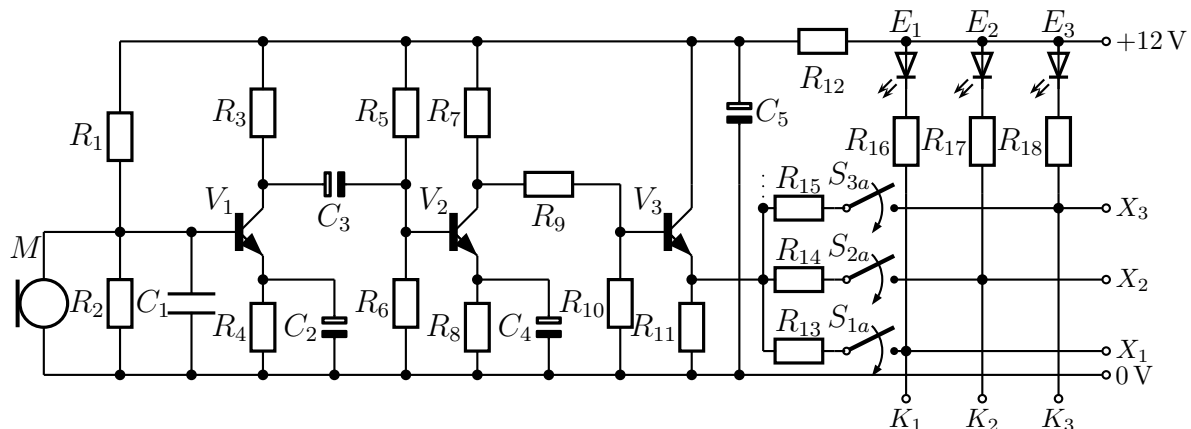 E₁ E₂ E₃
+12 V
R₁₂
R₁ R₃ R₅ R₇ C₅
R₁₆ R₁₇ R₁₈
R₁₅ S₃ₐ
V₁ C₃ V₂ R₉ V₃
X₃
M
R₁₄ S₂ₐ
X₂
R₂ C₁ R₄ C₂ R₆ R₈ C₄ R₁₀ R₁₁
R₁₃ S₁ₐ
X₁
0 V
K₁ K₂ K₃